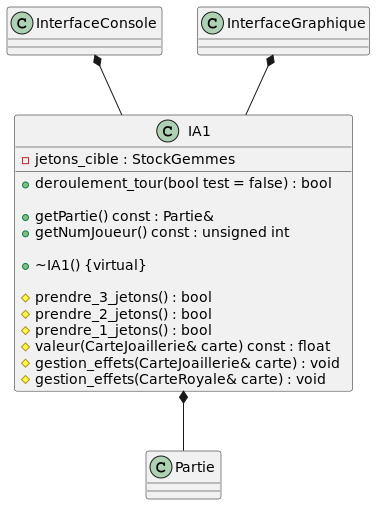 C InterfaceConsole
C InterfaceGraphique
C IA1
jetons_cible : StockGemmes
deroulement_tour(bool test = false) : bool
getPartie() const : Partie&
getNumJoueur() const : unsigned int
~IA1() {virtual}
prendre_3_jetons() : bool
prendre_2_jetons() : bool
prendre_1_jetons() : bool
valeur(CarteJoaillerie& carte) const : float
gestion_effets(CarteJoaillerie& carte) : void
gestion_effets(CarteRoyale& carte) : void
C Partie